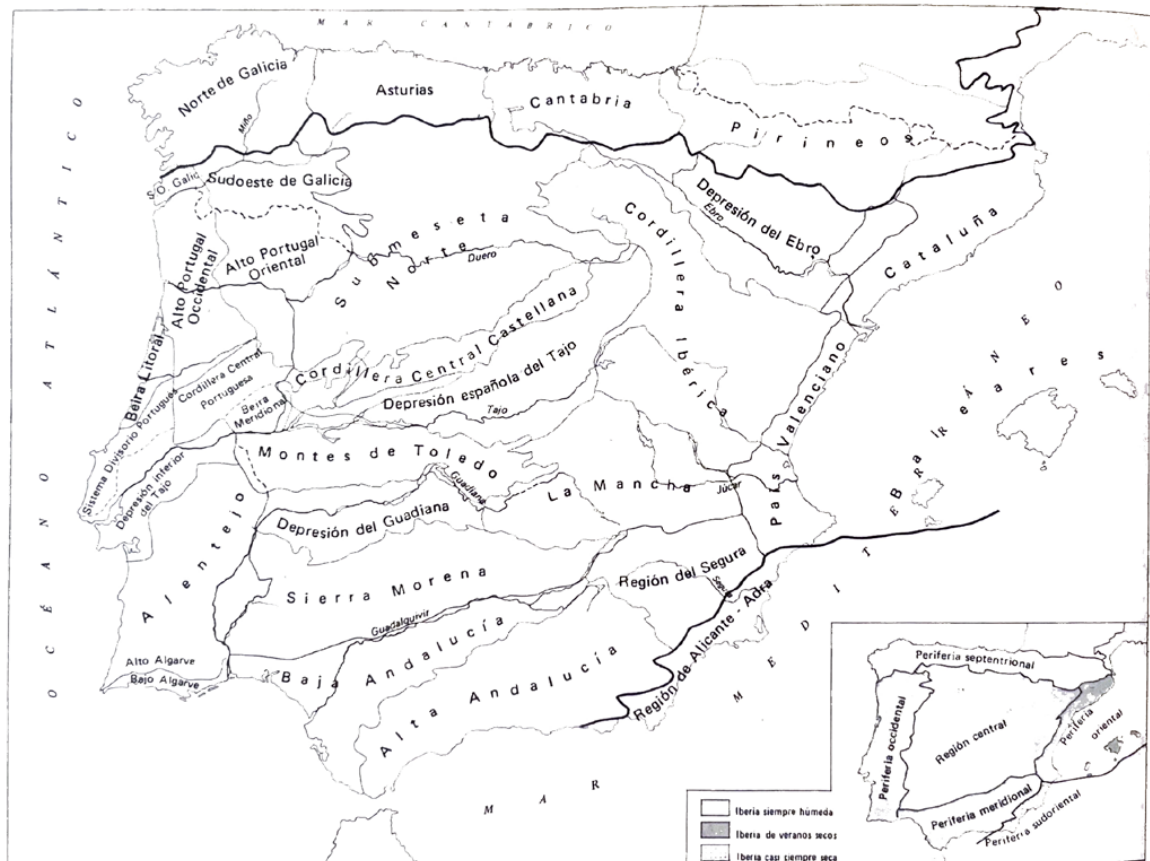 MAR CANTABRICO
Norte de Galicia
Asturias
Cantabria
Pirineos
Miño
S.O. Galic
Sudoeste de Galicia
Depresión del Ebro
Ebro
Cataluña
Alto Portugal
Occidental
Alto Portugal
Oriental
Submeseta
Norte
Duero
Cordillera Ibérica
OCÉANO ATLÁNTICO
Beira Litoral
Cordillera Central
Portuguesa
Cordillera Central Castellana
Depresión española del Tajo
Tajo
Sistema Divisorio Portugués
Beira
Meridional
Depresión inferior
del Tajo
Montes de Toledo
Guadiana
La Mancha
Júcar
País Valenciano
Baleares
MAR MEDITERRÁNEO
Depresión del Guadiana
Alentejo
Sierra Morena
Región del Segura
Segura
Guadalquivir
Baja Andalucía
Alta Andalucía
Región de Alicante - Adra
Alto Algarve
Bajo Algarve
Periferia septentrional
Periferia occidental
Región central
Periferia
oriental
Periferia meridional
Periferia sudoriental
Iberia siempre húmeda
Iberia de veranos secos
Iberia casi siempre seca